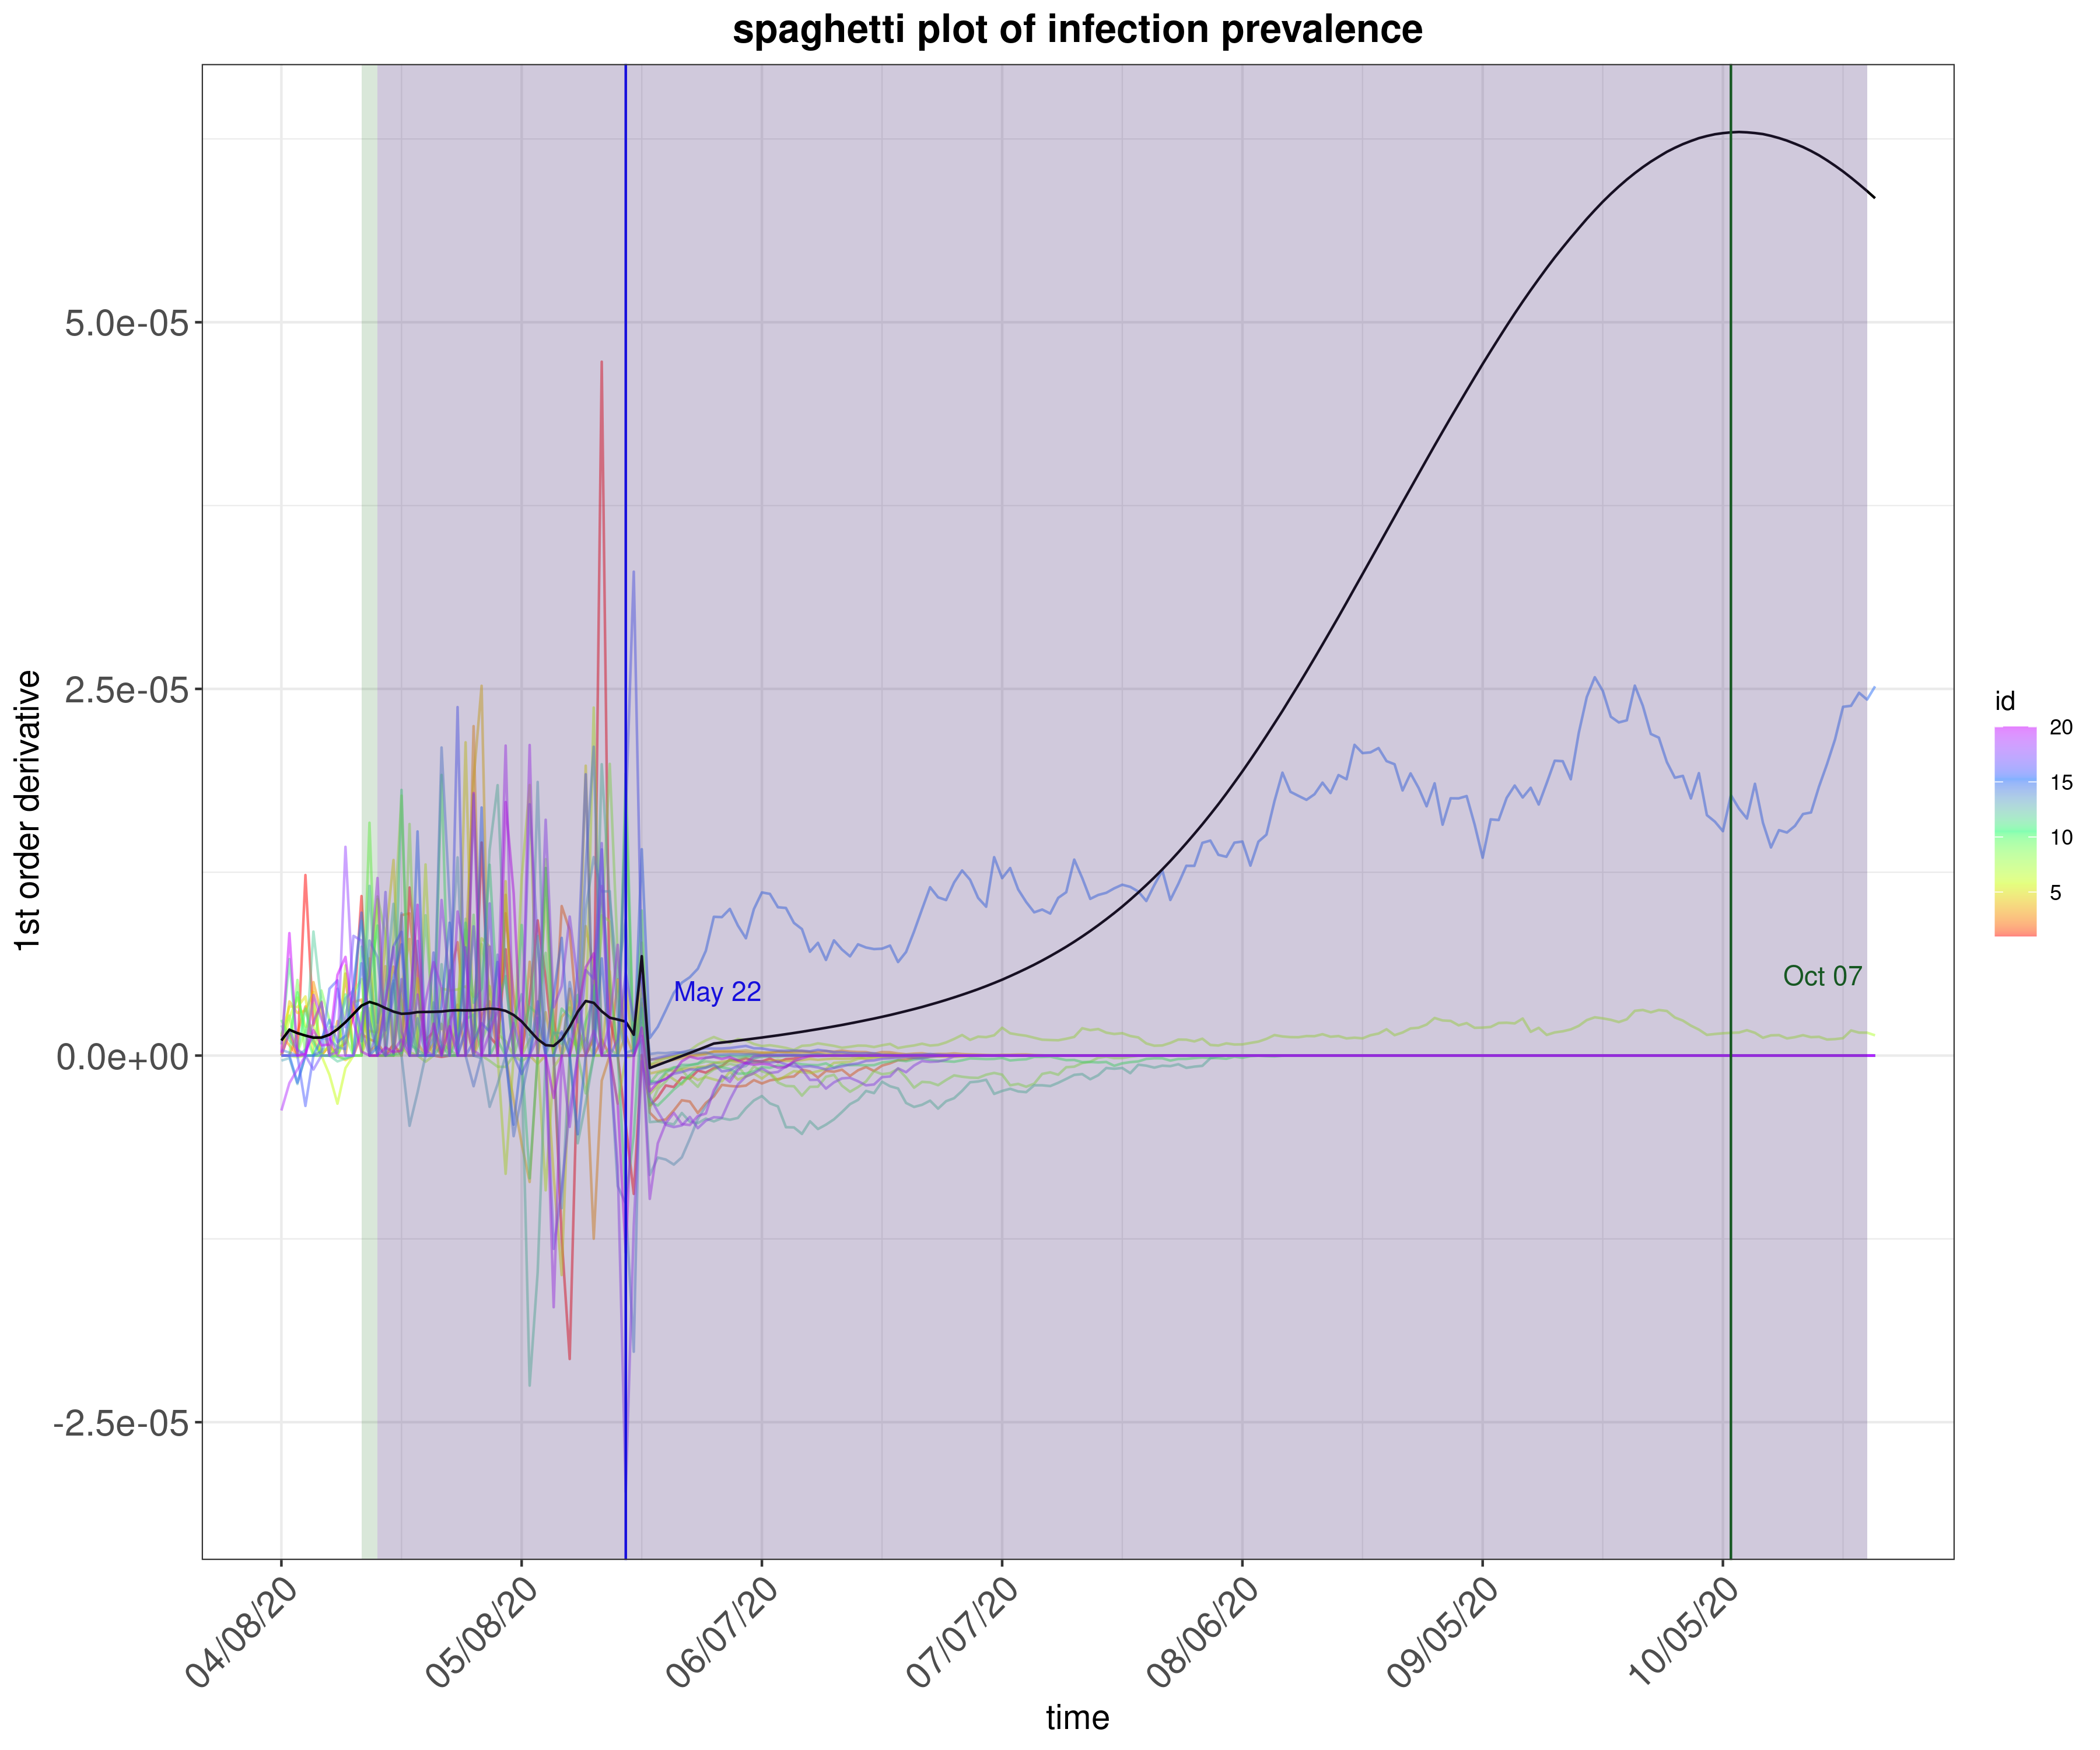 spaghetti plot of infection prevalence
1st order derivative
5.0e-05
2.5e-05
0.0e+00
-2.5e-05
May 22
Oct 07
04/08/20
05/08/20
06/07/20
07/07/20
08/06/20
09/05/20
10/05/20
time
id
20
15
10
5